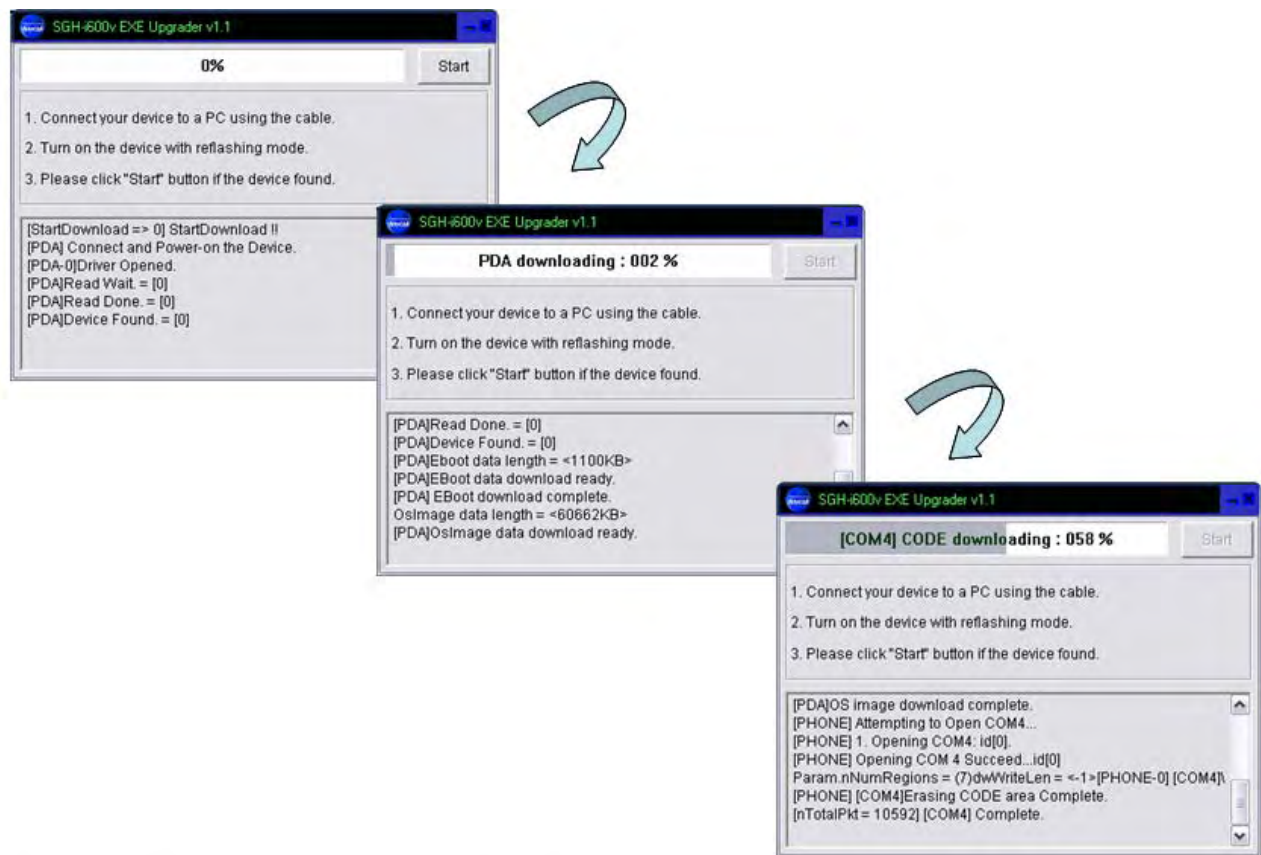 SGH-i600v EXE Upgrader v1.1
0%
Start
1. Connect your device to a PC using the cable.
2. Turn on the device with reflashing mode.
3. Please click "Start" button if the device found.
[StartDownload => 0] StartDownload !!
[PDA] Connect and Power-on the Device.
[PDA-0]Driver Opened.
[PDA]Read Wait. = [0]
[PDA]Read Done. = [0]
[PDA]Device Found. = [0]
SGH-i600v EXE Upgrader v1.1
PDA downloading : 002 %
Start
1. Connect your device to a PC using the cable.
2. Turn on the device with reflashing mode.
3. Please click "Start" button if the device found.
[PDA]Read Done. = [0]
[PDA]Device Found. = [0]
[PDA]Eboot data length = <1100KB>
[PDA]EBoot data download ready.
[PDA] EBoot download complete.
OsImage data length = <60662KB>
[PDA]OsImage data download ready.
SGH-i600v EXE Upgrader v1.1
[COM4] CODE downloading : 058 %
Start
1. Connect your device to a PC using the cable.
2. Turn on the device with reflashing mode.
3. Please click "Start" button if the device found.
[PDA]OS image download complete.
[PHONE] Attempting to Open COM4...
[PHONE] 1. Opening COM4: id[0].
[PHONE] Opening COM 4 Succeed...id[0]
Param.nNumRegions = (7)dwWriteLen = <-1>[PHONE-0] [COM4]\
[PHONE] [COM4]Erasing CODE area Complete.
[nTotalPkt = 10592] [COM4] Complete.